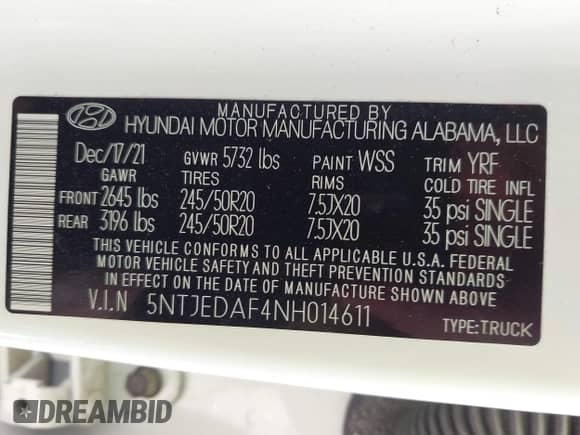 MANUFACTURED BY
HYUNDAI MOTOR MANUFACTURING ALABAMA, LLC
Dec/17/21 GVWR 5732 lbs PAINT WSS TRIM YRF
GAWR TIRES RIMS COLD TIRE INFL
FRONT 2645 lbs 245/50R20 7.5JX20 35 psi SINGLE
REAR 3196 lbs 245/50R20 7.5JX20 35 psi SINGLE
THIS VEHICLE CONFORMS TO ALL APPLICABLE U.S.A. FEDERAL
MOTOR VEHICLE SAFETY AND THEFT PREVENTION STANDARDS
IN EFFECT ON THE DATE OF MANUFACTURE SHOWN ABOVE.
V.I.N 5NTJEDAF4NH014611
TYPE:TRUCK
DREAMBID